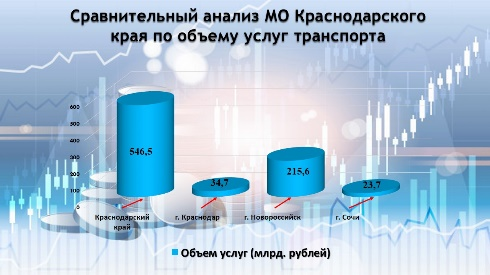 Сравнительный анализ МО Краснодарского
края по объему услуг транспорта
600
500
400
300
200
100
0
546,5
34,7
215,6
23,7
Краснодарский
край
г. Краснодар
г. Новороссийск
г. Сочи
Объем услуг (млрд. рублей)